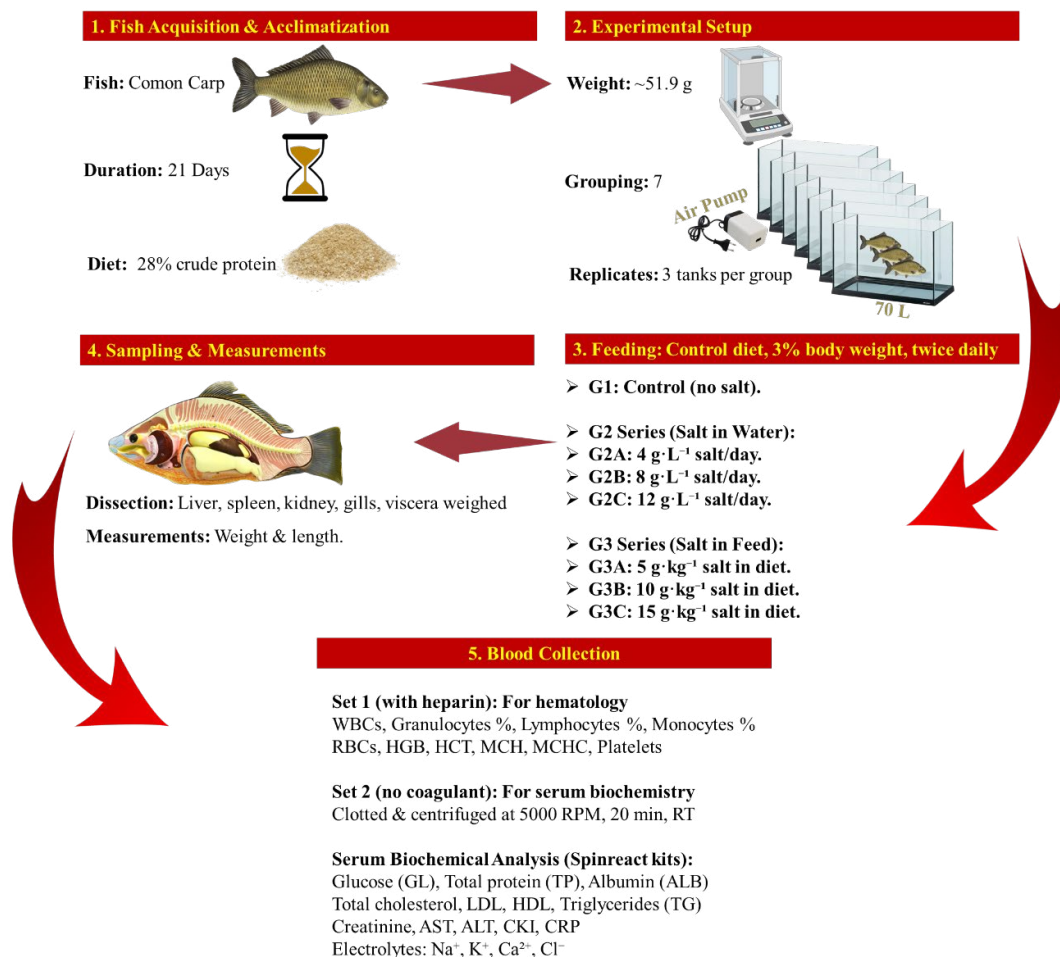 1. Fish Acquisition & Acclimatization
Fish: Comon Carp
Duration: 21 Days
Diet: 28% crude protein
2. Experimental Setup
Weight: ~51.9 g
Grouping: 7
Air Pump
Replicates: 3 tanks per group
70 L
3. Feeding: Control diet, 3% body weight, twice daily
➢ G1: Control (no salt).
➢ G2 Series (Salt in Water):
➢ G2A: 4 g·L⁻¹ salt/day.
➢ G2B: 8 g·L⁻¹ salt/day.
➢ G2C: 12 g·L⁻¹ salt/day.
➢ G3 Series (Salt in Feed):
➢ G3A: 5 g·kg⁻¹ salt in diet.
➢ G3B: 10 g·kg⁻¹ salt in diet.
➢ G3C: 15 g·kg⁻¹ salt in diet.
4. Sampling & Measurements
Dissection: Liver, spleen, kidney, gills, viscera weighed
Measurements: Weight & length.
5. Blood Collection
Set 1 (with heparin): For hematology
WBCs, Granulocytes %, Lymphocytes %, Monocytes %
RBCs, HGB, HCT, MCH, MCHC, Platelets
Set 2 (no coagulant): For serum biochemistry
Clotted & centrifuged at 5000 RPM, 20 min, RT
Serum Biochemical Analysis (Spinreact kits):
Glucose (GL), Total protein (TP), Albumin (ALB)
Total cholesterol, LDL, HDL, Triglycerides (TG)
Creatinine, AST, ALT, CKI, CRP
Electrolytes: Na⁺, K⁺, Ca²⁺, Cl⁻